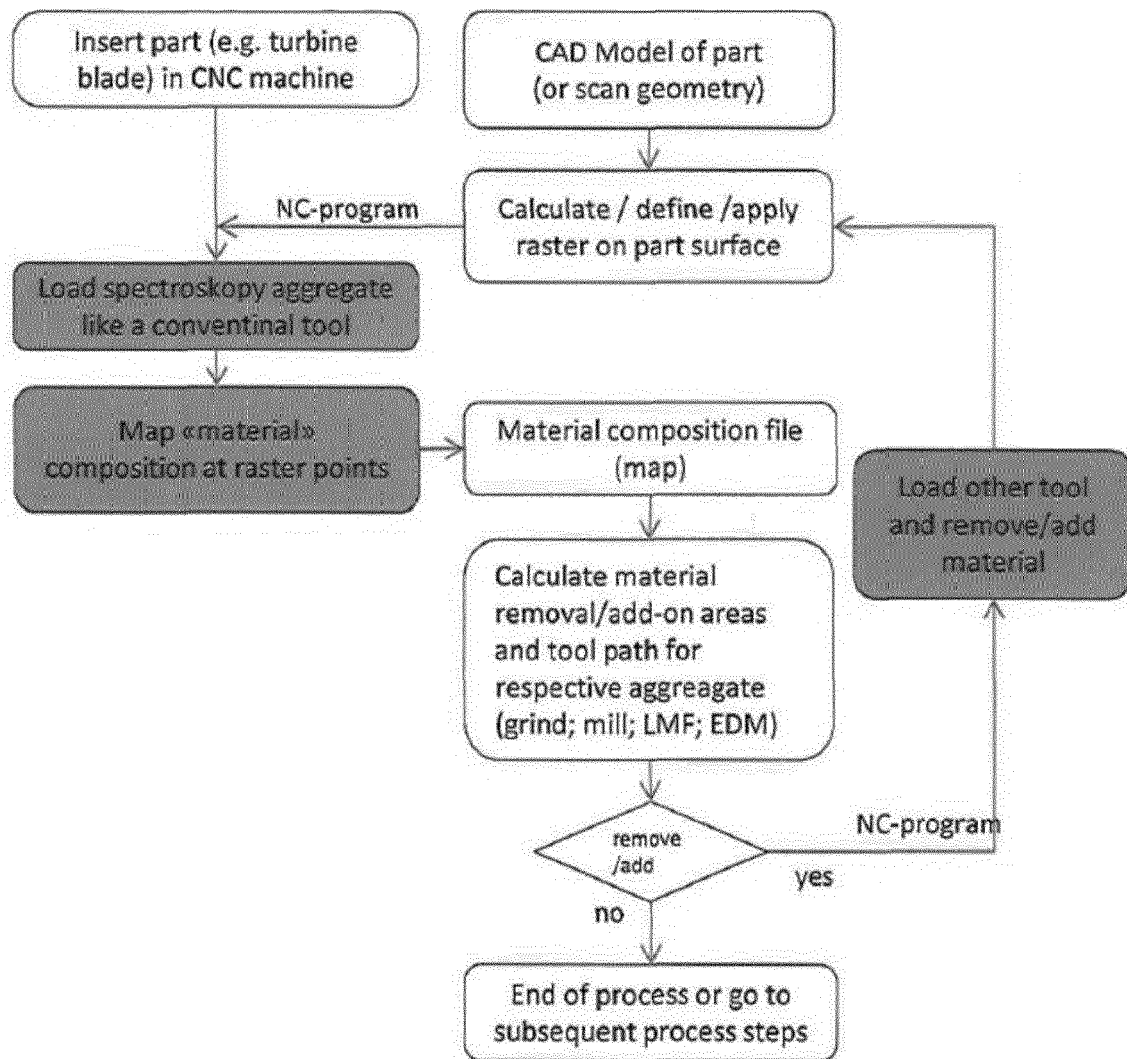 Insert part (e.g. turbine
blade) in CNC machine
CAD Model of part
(or scan geometry)
NC-program
Calculate / define /apply
raster on part surface
Load spectroskopy aggregate
like a conventinal tool
Map «material»
composition at raster points
Material composition file
(map)
Load other tool
and remove/add
material
Calculate material
removal/add-on areas
and tool path for
respective aggreagate
(grind; mill; LMF; EDM)
remove
/add
NC-program
yes
no
End of process or go to
subsequent process steps